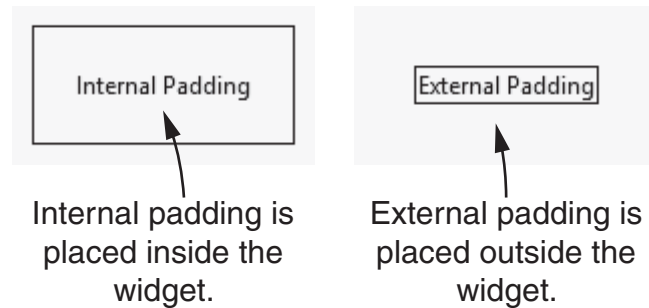 Internal Padding
External Padding
Internal padding is
placed inside the
widget.
External padding is
placed outside the
widget.